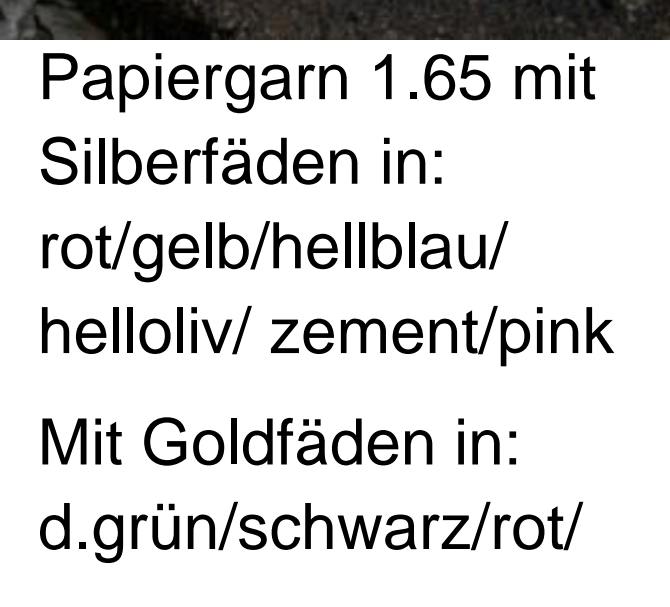 Papiergarn 1.65 mit
Silberfäden in:
rot/gelb/hellblau/
helloliv/ zement/pink
Mit Goldfäden in:
d.grün/schwarz/rot/